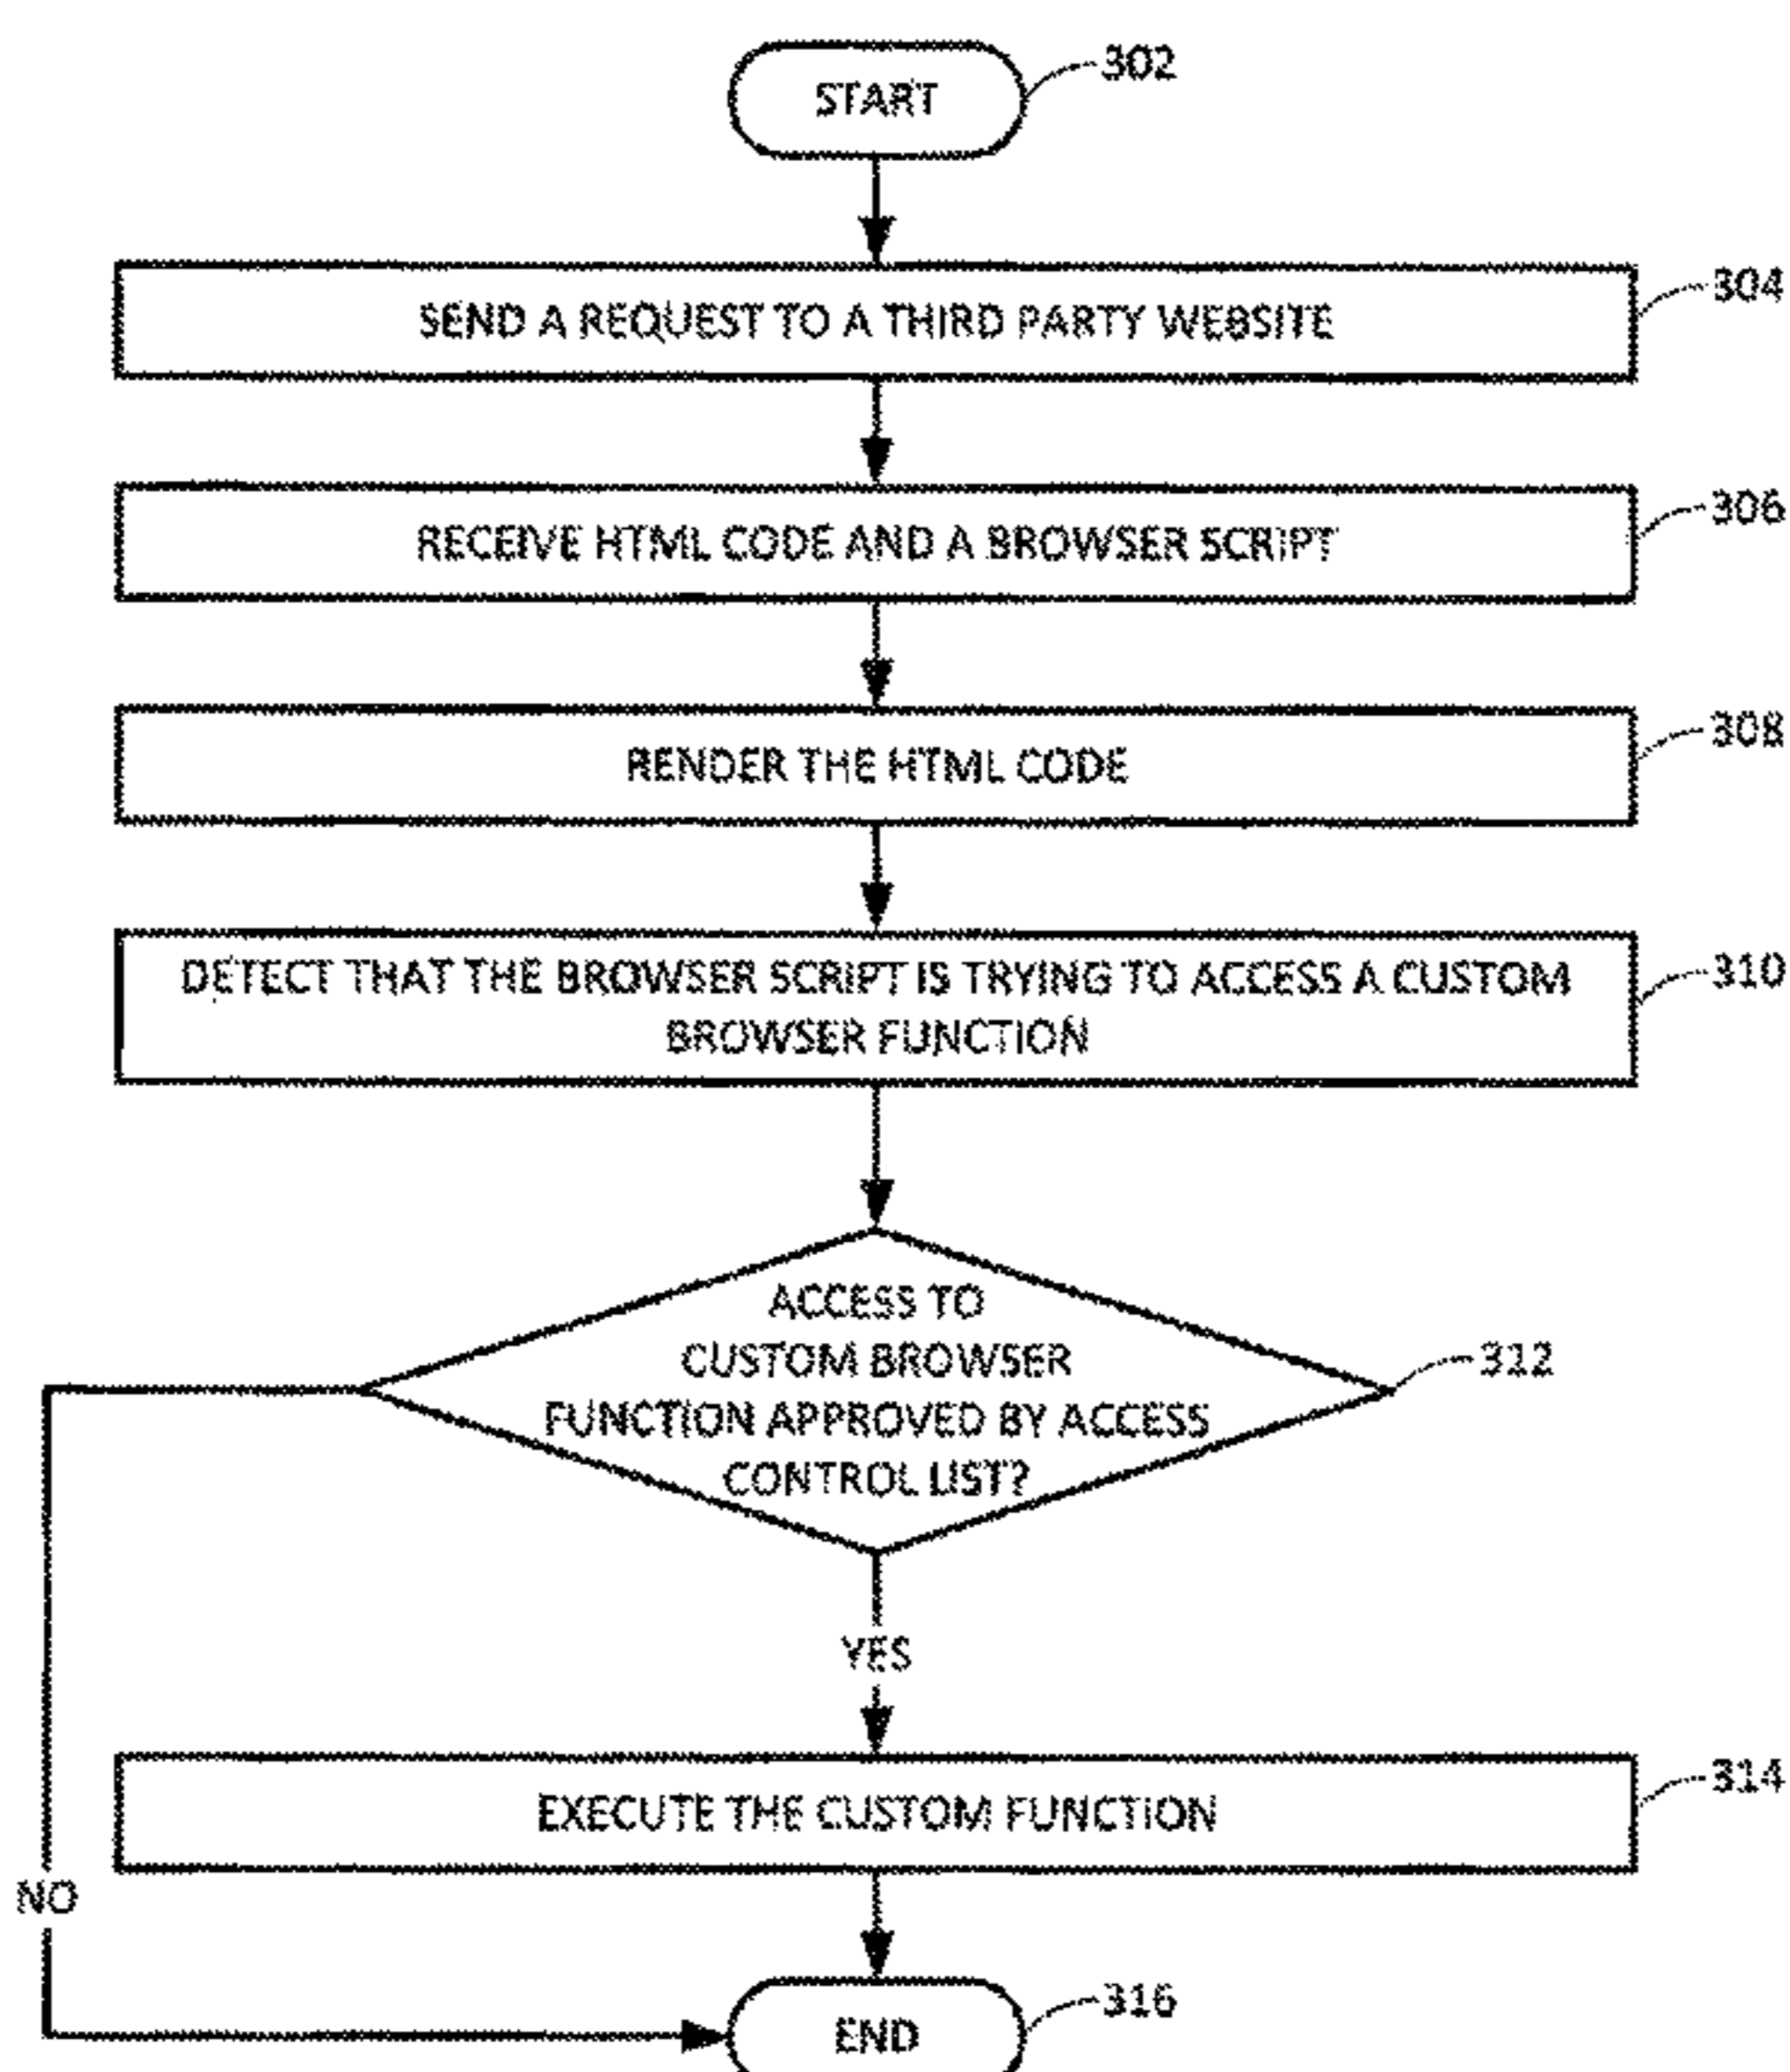 START
302
SEND A REQUEST TO A THIRD PARTY WEBSITE
304
RECEIVE HTML CODE AND A BROWSER SCRIPT
306
RENDER THE HTML CODE
308
DETECT THAT THE BROWSER SCRIPT IS TRYING TO ACCESS A CUSTOM
BROWSER FUNCTION
310
ACCESS TO
CUSTOM BROWSER
FUNCTION APPROVED BY ACCESS
CONTROL LIST?
312
YES
EXECUTE THE CUSTOM FUNCTION
314
NO
END
316